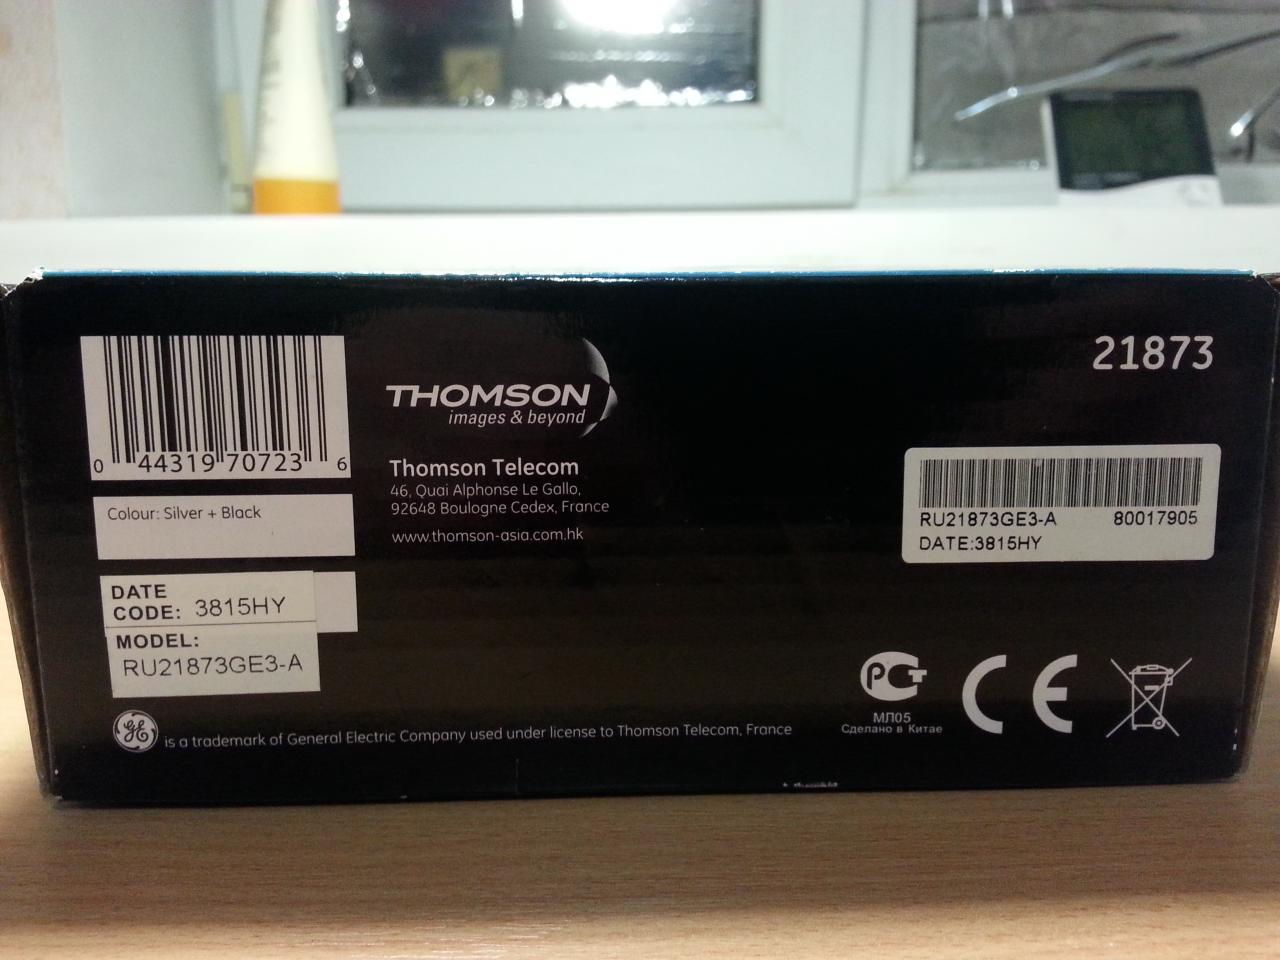 21873
0 44319 70723 6
THOMSON
images & beyond
Thomson Telecom
46, Quai Alphonse Le Gallo,
92648 Boulogne Cedex, France
www.thomson-asia.com.hk
Colour: Silver + Black
RU21873GE3-A 80017905
DATE:3815HY
DATE
CODE: 3815HY
MODEL:
RU21873GE3-A
РСТ
МЛ05
Сделано в Китае
CE
GE is a trademark of General Electric Company used under license to Thomson Telecom, France